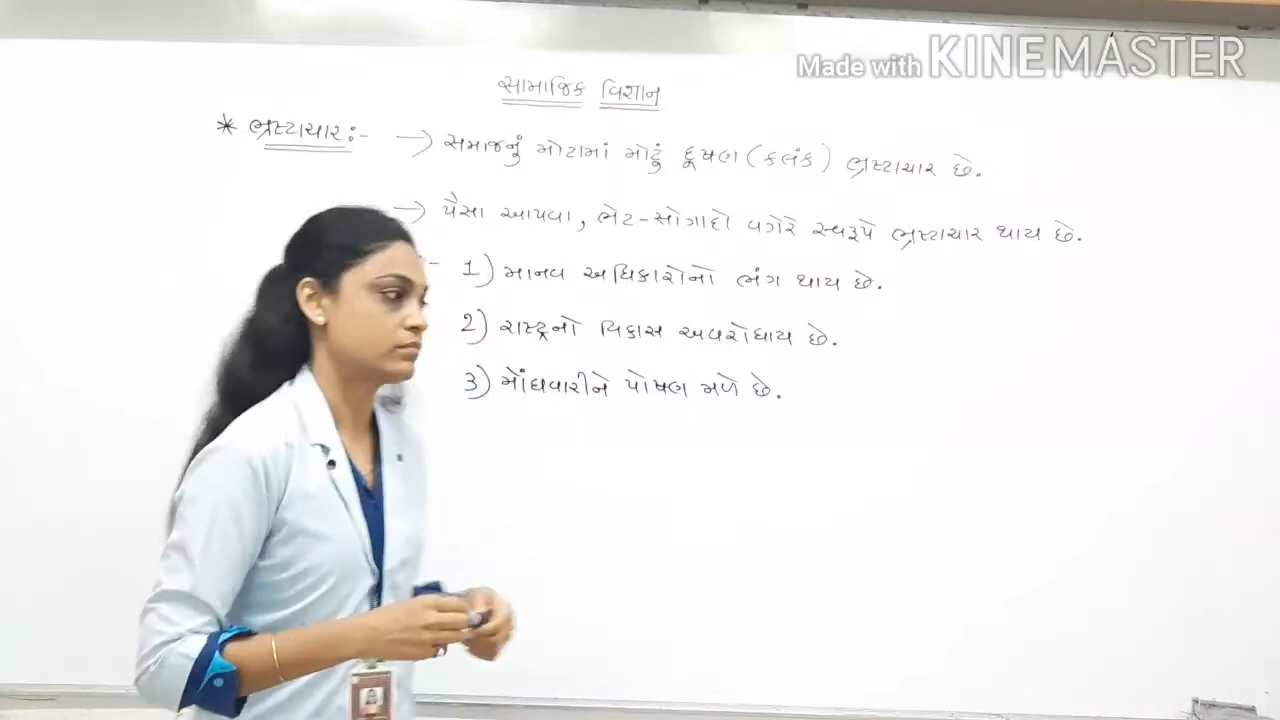 Made with KINEMASTER
સામાજિક વિજ્ઞાન
* ભ્રષ્ટાચાર :- → સમાજનું મોટામાં મોટું દૂષણ (કલંક) ભ્રષ્ટાચાર છે.
→ પૈસા આપવા, ભેટ-સોગાદો વગેરે સ્વરૂપે ભ્રષ્ટાચાર થાય છે.
- 1) માનવ અધિકારોનો ભંગ થાય છે.
2) રાષ્ટ્રનો વિકાસ અવરોધાય છે.
3) મોંઘવારીને પોષણ મળે છે.